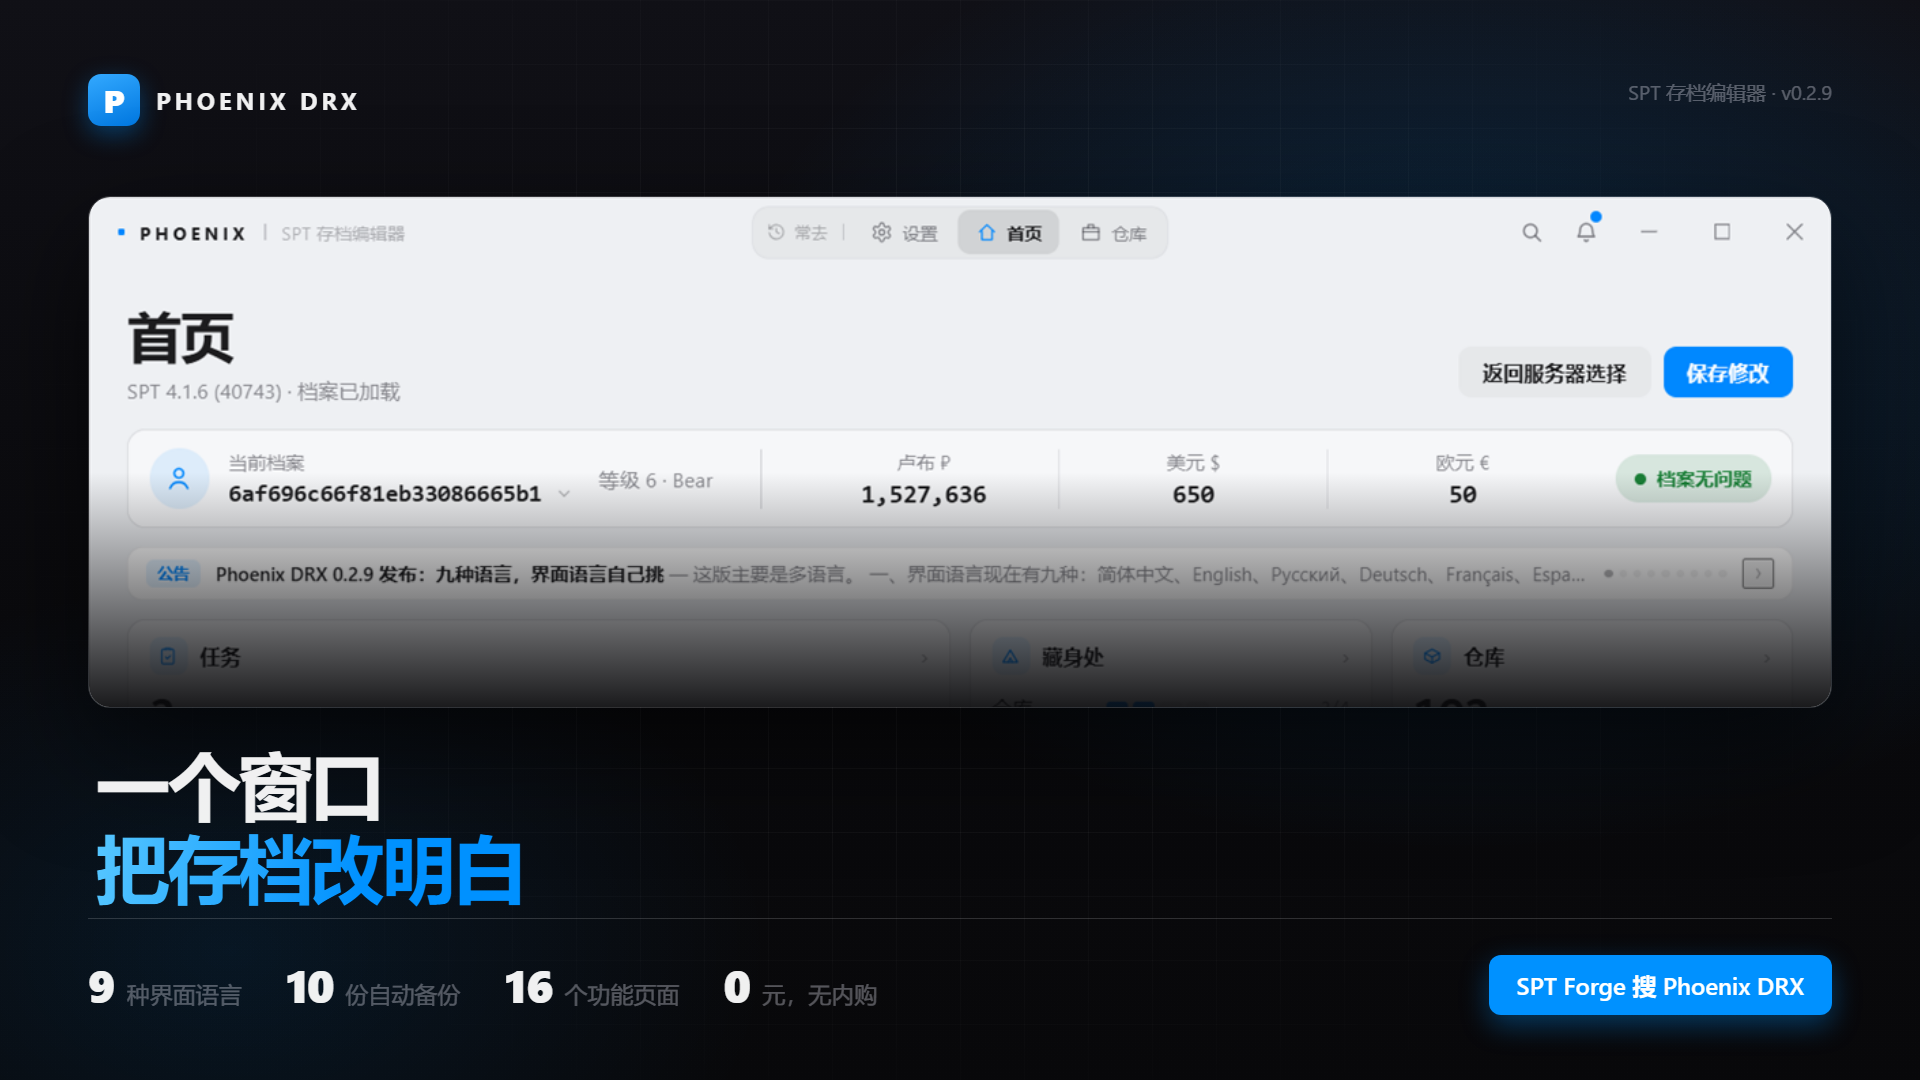 P PHOENIX DRX
SPT 存档编辑器 · v0.2.9
PHOENIX | SPT 存档编辑器
常去 | 设置 首页 仓库
首页
SPT 4.1.6 (40743) · 档案已加载
返回服务器选择 保存修改
当前档案
6af696c66f81eb33086665b1
等级 6 · Bear
卢布 ₽
1,527,636
美元 $
650
欧元 €
50
档案无问题
公告 Phoenix DRX 0.2.9 发布：九种语言，界面语言自己挑 — 这版主要是多语言。 一、界面语言现在有九种：简体中文、English、Русский、Deutsch、Français、Espa...
任务 藏身处 仓库
一个窗口
把存档改明白
9 种界面语言 10 份自动备份 16 个功能页面 0 元，无内购
SPT Forge 搜 Phoenix DRX